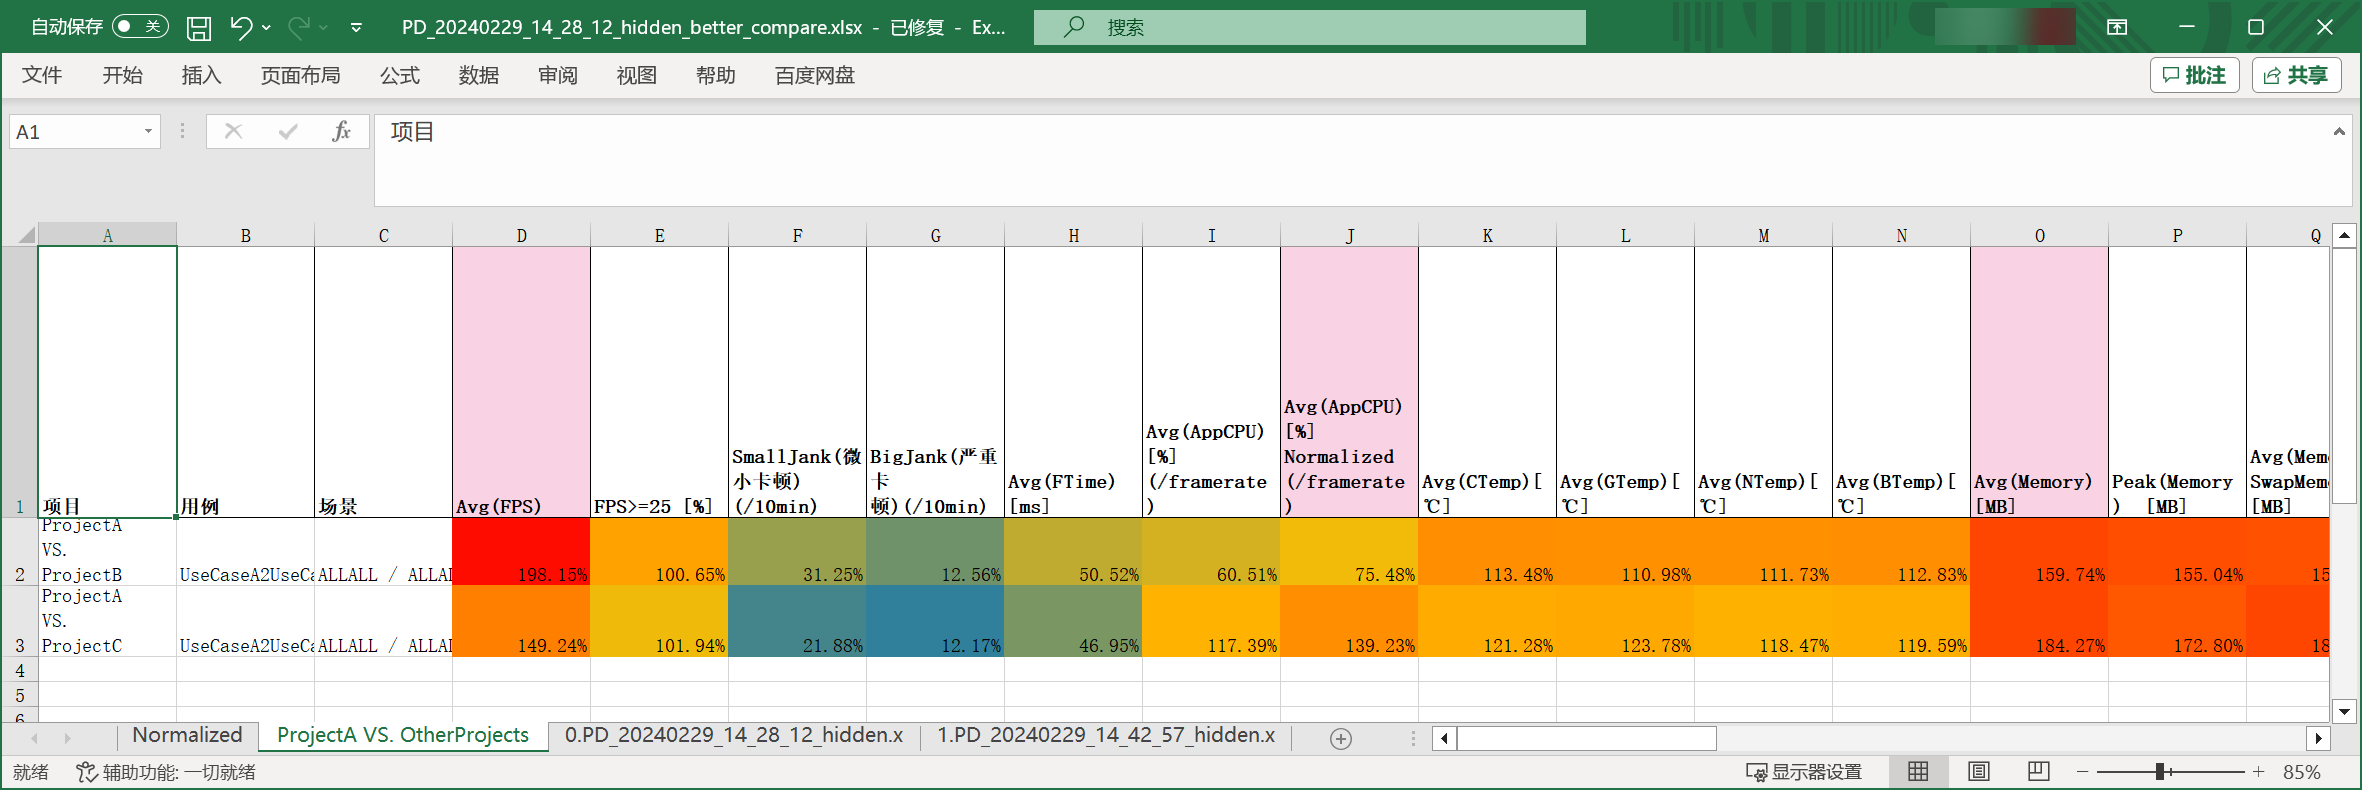 自动保存 关 PD_20240229_14_28_12_hidden_better_compare.xlsx - 已修复 - Ex... 搜索
文件 开始 插入 页面布局 公式 数据 审阅 视图 帮助 百度网盘 批注 共享
A1 fx 项目
A B C D E F G H I J K L M N O P Q
1
项目
用例
场景
Avg(FPS)
FPS>=25 [%]
SmallJank(微
小卡顿)
(/10min)
BigJank(严重
卡
顿)(/10min)
Avg(FTime)
[ms]
Avg(AppCPU)
[%]
(/framerate
)
Avg(AppCPU)
[%]
Normalized
(/framerate
)
Avg(CTemp)[
℃]
Avg(GTemp)[
℃]
Avg(NTemp)[
℃]
Avg(BTemp)[
℃]
Avg(Memory)
[MB]
Peak(Memory
) [MB]
Avg(Mem
SwapMem
[MB]
ProjectA
VS.
2 ProjectB UseCaseA2UseCa ALLALL / ALLAL 198.15% 100.65% 31.25% 12.56% 50.52% 60.51% 75.48% 113.48% 110.98% 111.73% 112.83% 159.74% 155.04% 15
ProjectA
VS.
3 ProjectC UseCaseA2UseCa ALLALL / ALLAL 149.24% 101.94% 21.88% 12.17% 46.95% 117.39% 139.23% 121.28% 123.78% 118.47% 119.59% 184.27% 172.80% 18
4
5
6
Normalized ProjectA VS. OtherProjects 0.PD_20240229_14_28_12_hidden.x 1.PD_20240229_14_42_57_hidden.x
就绪 辅助功能: 一切就绪 显示器设置 85%